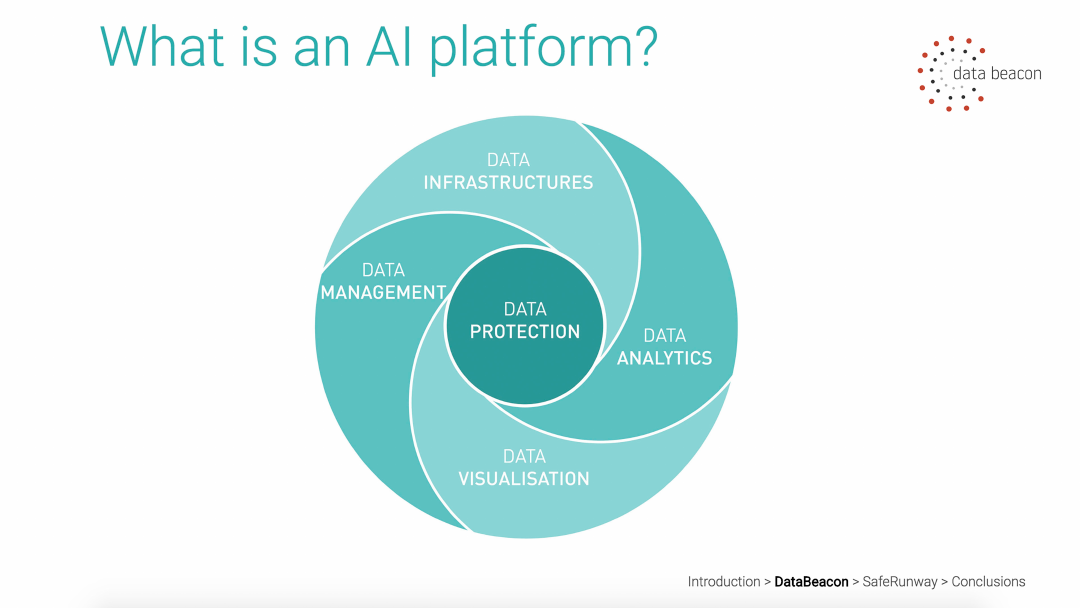 What is an AI platform?
data beacon
DATA
INFRASTRUCTURES
DATA
MANAGEMENT
DATA
PROTECTION
DATA
ANALYTICS
DATA
VISUALISATION
Introduction > DataBeacon > SafeRunway > Conclusions